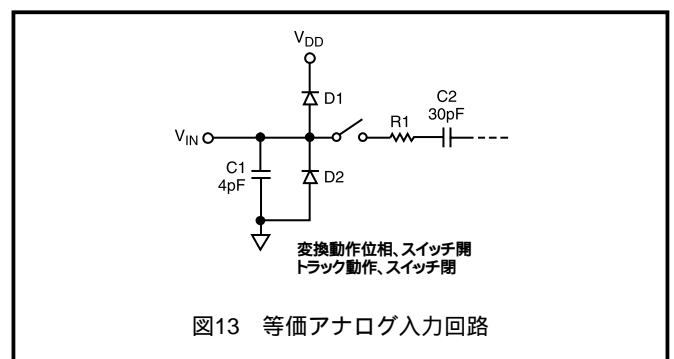 VDD
D1
C2
30pF
R1
VIN
C1
4pF
D2
変換動作位相、スイッチ開
トラック動作、スイッチ閉
図13 等価アナログ入力回路